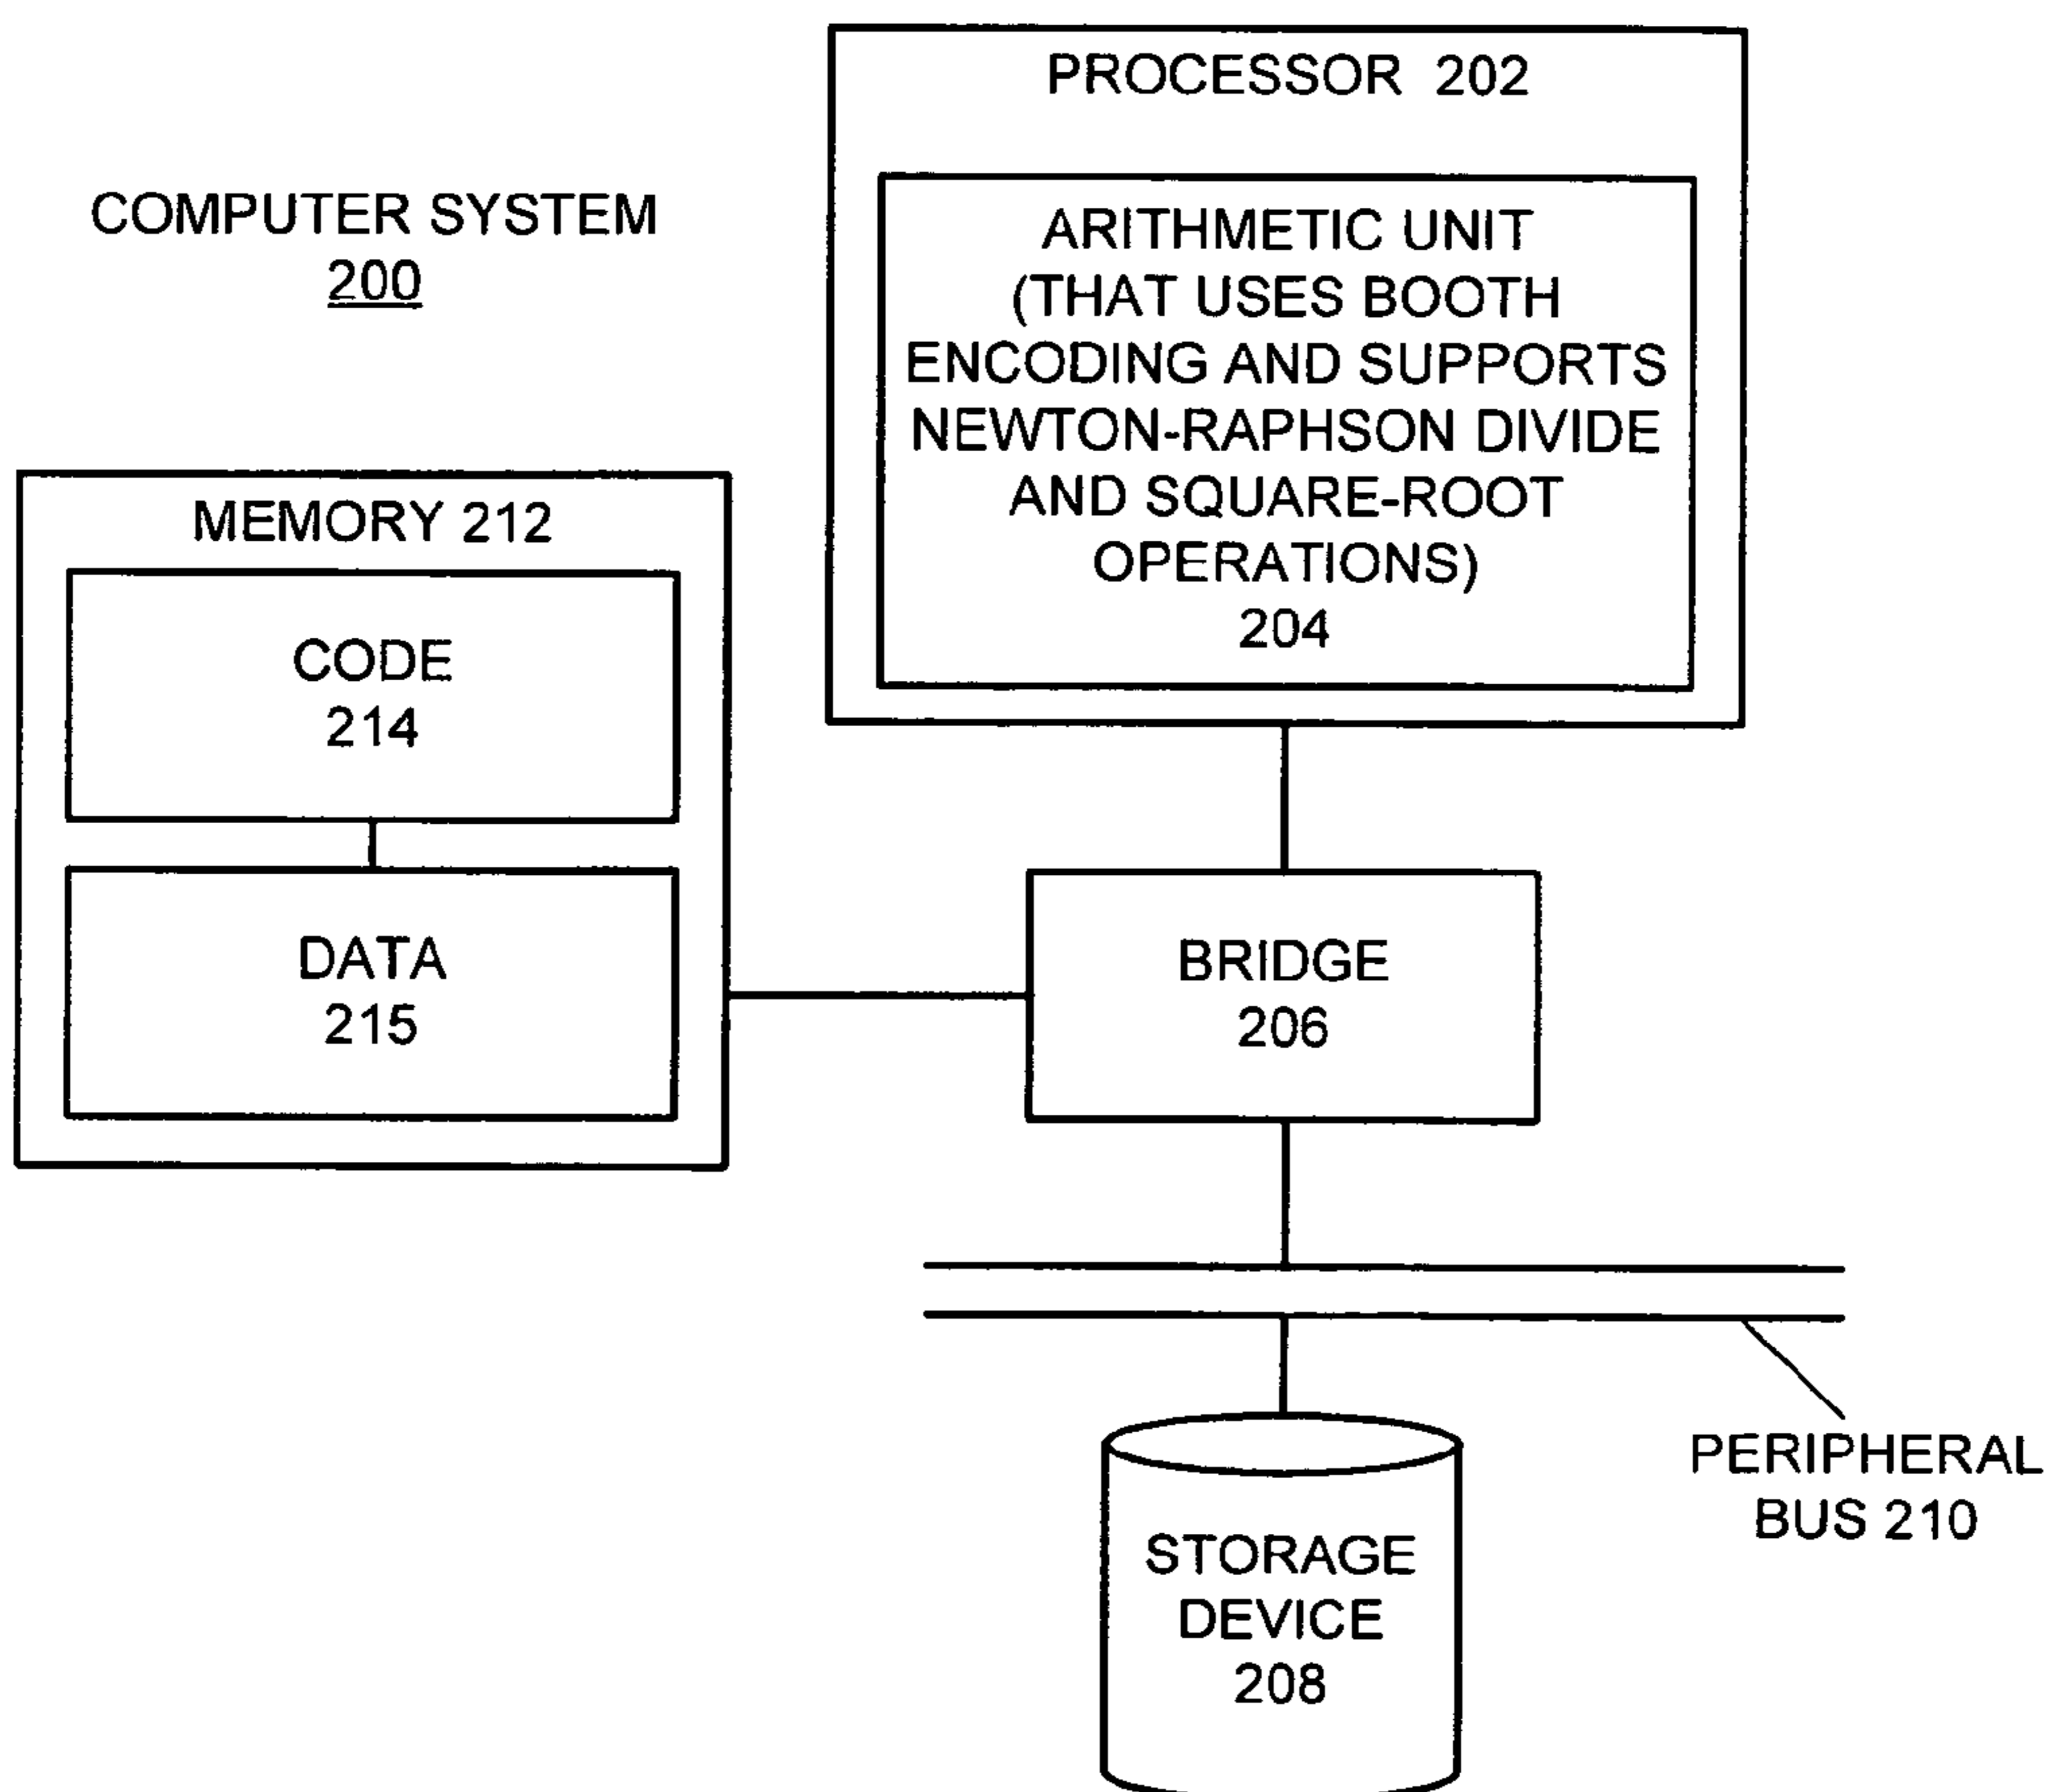 PROCESSOR 202
COMPUTER SYSTEM
200
ARITHMETIC UNIT
(THAT USES BOOTH
ENCODING AND SUPPORTS
NEWTON-RAPHSON DIVIDE
AND SQUARE-ROOT
OPERATIONS)
204
MEMORY 212
CODE
214
DATA
215
BRIDGE
206
PERIPHERAL
BUS 210
STORAGE
DEVICE
208